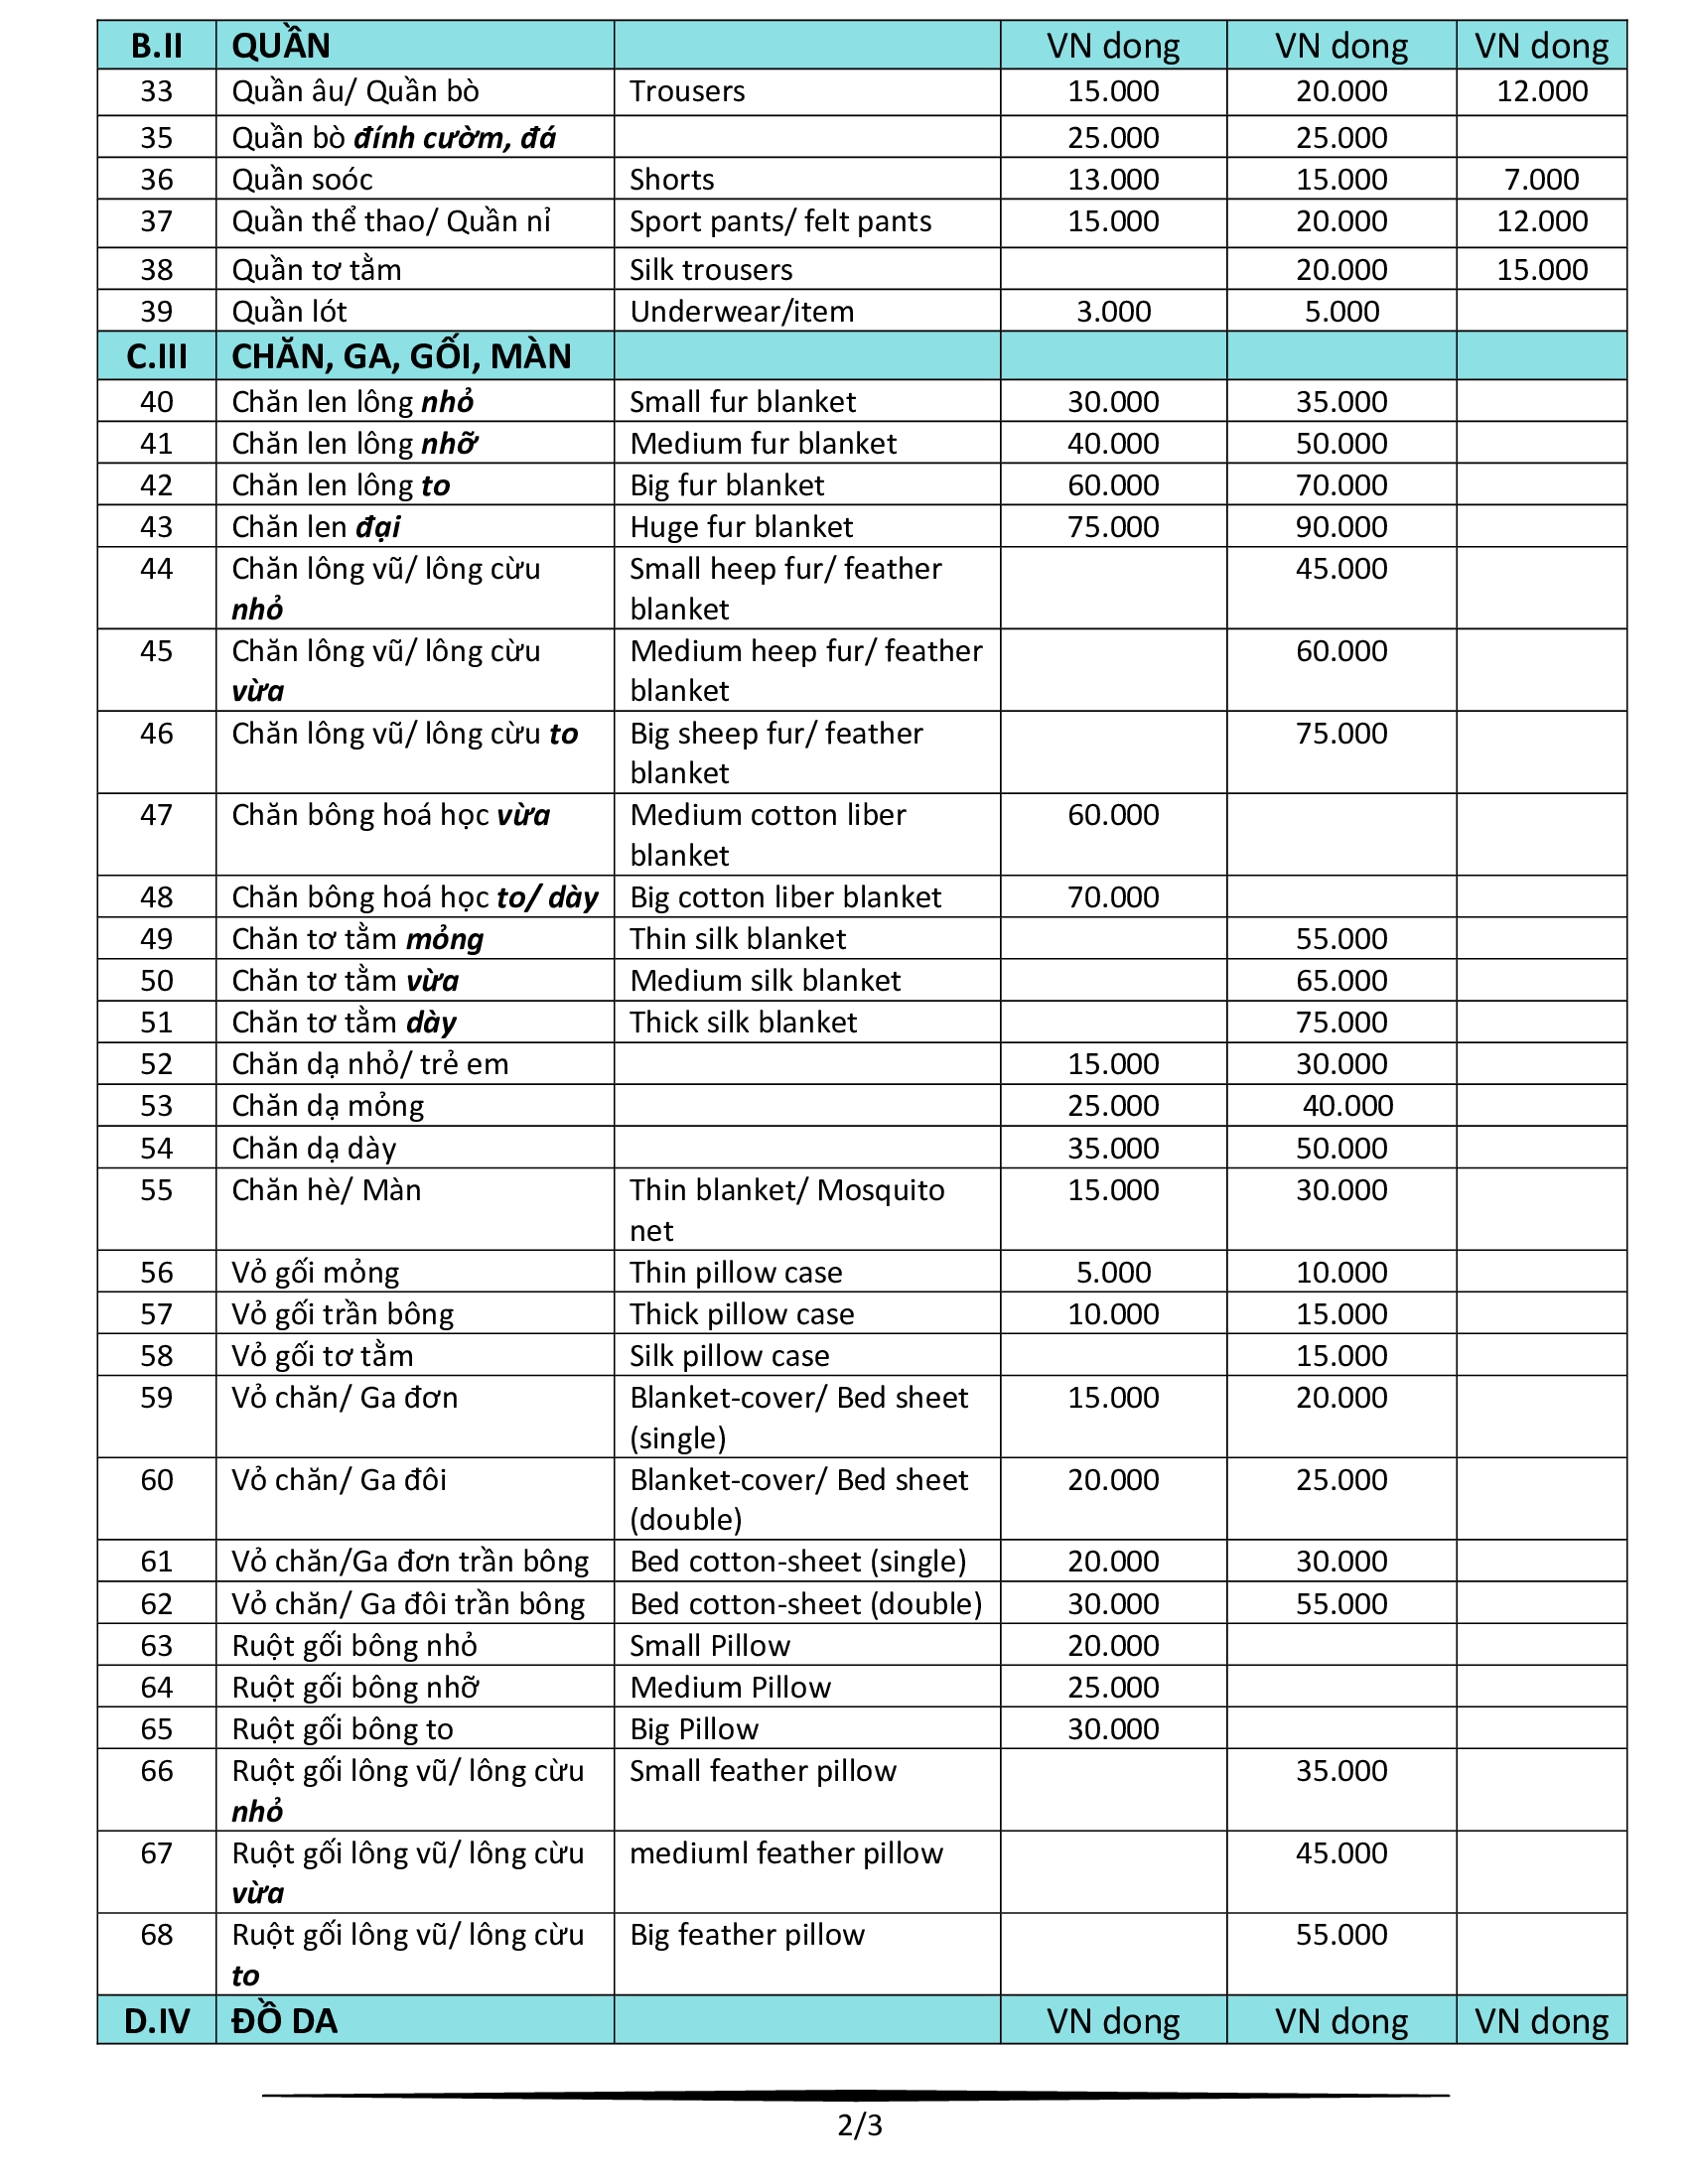 B.II QUẦN VN dong VN dong VN dong
33 Quần âu/ Quần bò Trousers 15.000 20.000 12.000
35 Quần bò đính cườm, đá 25.000 25.000
36 Quần soóc Shorts 13.000 15.000 7.000
37 Quần thể thao/ Quần nỉ Sport pants/ felt pants 15.000 20.000 12.000
38 Quần tơ tằm Silk trousers 20.000 15.000
39 Quần lót Underwear/item 3.000 5.000
C.III CHĂN, GA, GỐI, MÀN
40 Chăn len lông nhỏ Small fur blanket 30.000 35.000
41 Chăn len lông nhỡ Medium fur blanket 40.000 50.000
42 Chăn len lông to Big fur blanket 60.000 70.000
43 Chăn len đại Huge fur blanket 75.000 90.000
44 Chăn lông vũ/ lông cừu Small heep fur/ feather 45.000
nhỏ blanket
45 Chăn lông vũ/ lông cừu Medium heep fur/ feather 60.000
vừa blanket
46 Chăn lông vũ/ lông cừu to Big sheep fur/ feather 75.000
blanket
47 Chăn bông hoá học vừa Medium cotton liber 60.000
blanket
48 Chăn bông hoá học to/ dày Big cotton liber blanket 70.000
49 Chăn tơ tằm mỏng Thin silk blanket 55.000
50 Chăn tơ tằm vừa Medium silk blanket 65.000
51 Chăn tơ tằm dày Thick silk blanket 75.000
52 Chăn dạ nhỏ/ trẻ em 15.000 30.000
53 Chăn dạ mỏng 25.000 40.000
54 Chăn dạ dày 35.000 50.000
55 Chăn hè/ Màn Thin blanket/ Mosquito 15.000 30.000
net
56 Vỏ gối mỏng Thin pillow case 5.000 10.000
57 Vỏ gối trần bông Thick pillow case 10.000 15.000
58 Vỏ gối tơ tằm Silk pillow case 15.000
59 Vỏ chăn/ Ga đơn Blanket-cover/ Bed sheet 15.000 20.000
(single)
60 Vỏ chăn/ Ga đôi Blanket-cover/ Bed sheet 20.000 25.000
(double)
61 Vỏ chăn/Ga đơn trần bông Bed cotton-sheet (single) 20.000 30.000
62 Vỏ chăn/ Ga đôi trần bông Bed cotton-sheet (double) 30.000 55.000
63 Ruột gối bông nhỏ Small Pillow 20.000
64 Ruột gối bông nhỡ Medium Pillow 25.000
65 Ruột gối bông to Big Pillow 30.000
66 Ruột gối lông vũ/ lông cừu Small feather pillow 35.000
nhỏ
67 Ruột gối lông vũ/ lông cừu mediuml feather pillow 45.000
vừa
68 Ruột gối lông vũ/ lông cừu Big feather pillow 55.000
to
D.IV ĐỒ DA VN dong VN dong VN dong
2/3